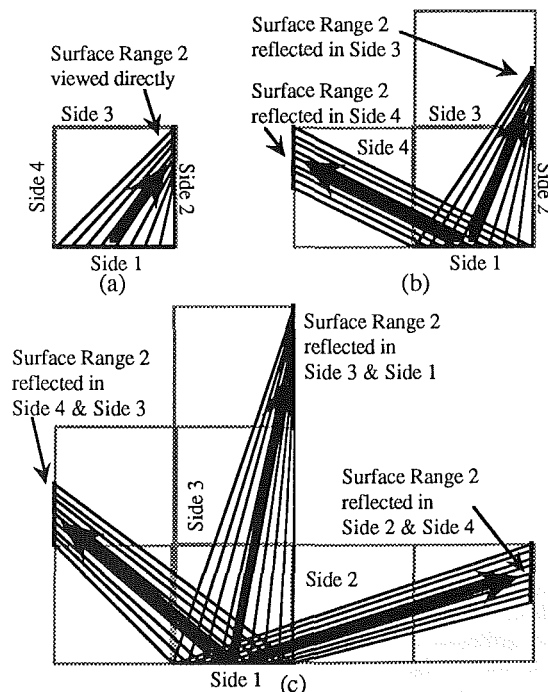 Surface Range 2
viewed directly
Side 3
Side 4
Side 2
Side 1
(a)
Surface Range 2
reflected in Side 3
Surface Range 2
reflected in Side 4
Side 3
Side 4
Side 2
Side 1
(b)
Surface Range 2
reflected in
Side 3 & Side 1
Surface Range 2
reflected in
Side 4 & Side 3
Surface Range 2
reflected in
Side 2 & Side 4
Side 3
Side 2
Side 1
(c)